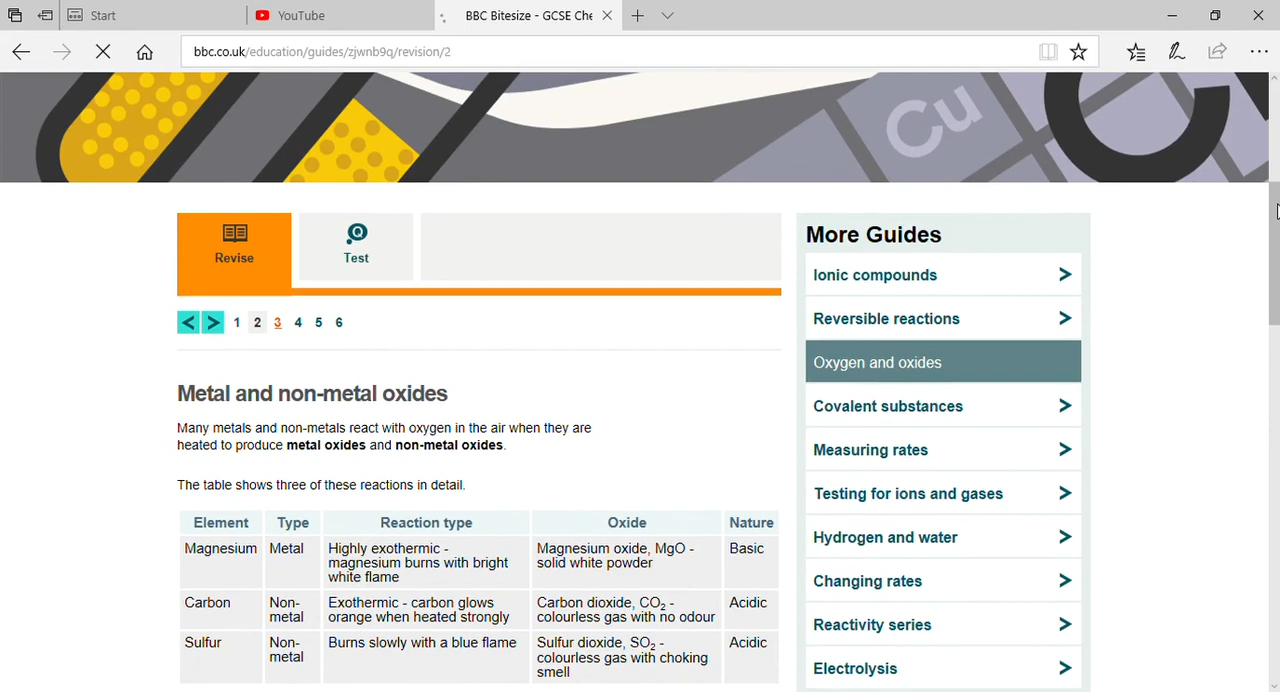 Start
YouTube
BBC Bitesize - GCSE Che
bbc.co.uk/education/guides/zjwnb9q/revision/2
Cu
Revise
Test
More Guides
Ionic compounds
Reversible reactions
Oxygen and oxides
Covalent substances
Measuring rates
Testing for ions and gases
Hydrogen and water
Changing rates
Reactivity series
Electrolysis
< > 1 2 3 4 5 6
Metal and non-metal oxides
Many metals and non-metals react with oxygen in the air when they are
heated to produce metal oxides and non-metal oxides.
The table shows three of these reactions in detail.
Element Type Reaction type Oxide Nature
Magnesium Metal Highly exothermic - Magnesium oxide, MgO - Basic
magnesium burns with bright solid white powder
white flame
Carbon Non- Exothermic - carbon glows Carbon dioxide, CO₂ - Acidic
metal orange when heated strongly colourless gas with no odour
Sulfur Non- Burns slowly with a blue flame Sulfur dioxide, SO₂ - Acidic
metal colourless gas with choking
smell